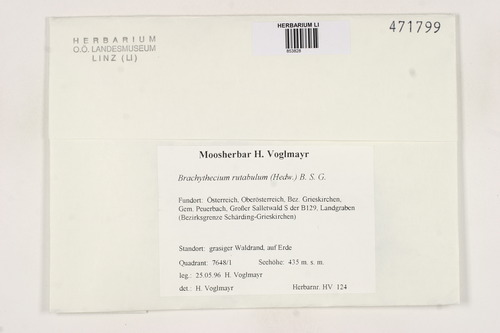 HERBARIUM
O.Ö. LANDESMUSEUM
LINZ (LI)
HERBARIUM LI
471799
Moosherbar H. Voglmayr
Brachythecium rutabulum (Hedw.) B. S. G.
Fundort: Österreich, Oberösterreich, Bez. Grieskirchen,
Gem. Peuerbach, Großer Salletwald S der B129, Landgraben
(Bezirksgrenze Schärding-Grieskirchen)
Standort: grasiger Waldrand, auf Erde
Quadrant: 7648/1 Seehöhe: 435 m. s. m.
leg.: 25.05.96 H. Voglmayr
det.: H. Voglmayr Herbarnr. HV 124